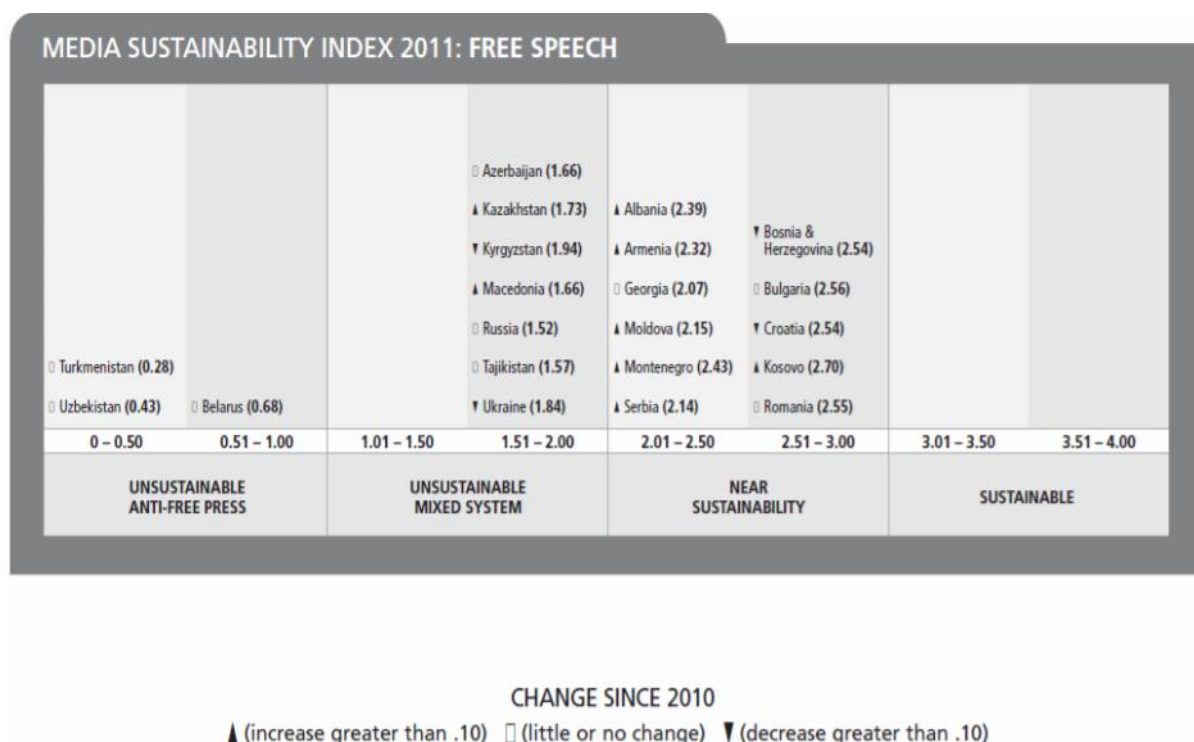 MEDIA SUSTAINABILITY INDEX 2011: FREE SPEECH
▯ Turkmenistan (0.28)
▯ Uzbekistan (0.43)
▯ Belarus (0.68)
▯ Azerbaijan (1.66)
▲ Kazakhstan (1.73)
▼ Kyrgyzstan (1.94)
▲ Macedonia (1.66)
▯ Russia (1.52)
▯ Tajikistan (1.57)
▼ Ukraine (1.84)
▲ Albania (2.39)
▲ Armenia (2.32)
▯ Georgia (2.07)
▲ Moldova (2.15)
▲ Montenegro (2.43)
▲ Serbia (2.14)
▼ Bosnia &
Herzegovina (2.54)
▯ Bulgaria (2.56)
▼ Croatia (2.54)
▲ Kosovo (2.70)
▯ Romania (2.55)
0 – 0.50 0.51 – 1.00 1.01 – 1.50 1.51 – 2.00 2.01 – 2.50 2.51 – 3.00 3.01 – 3.50 3.51 – 4.00
UNSUSTAINABLE
ANTI-FREE PRESS
UNSUSTAINABLE
MIXED SYSTEM
NEAR
SUSTAINABILITY
SUSTAINABLE
CHANGE SINCE 2010
▲ (increase greater than .10) ▯ (little or no change) ▼ (decrease greater than .10)